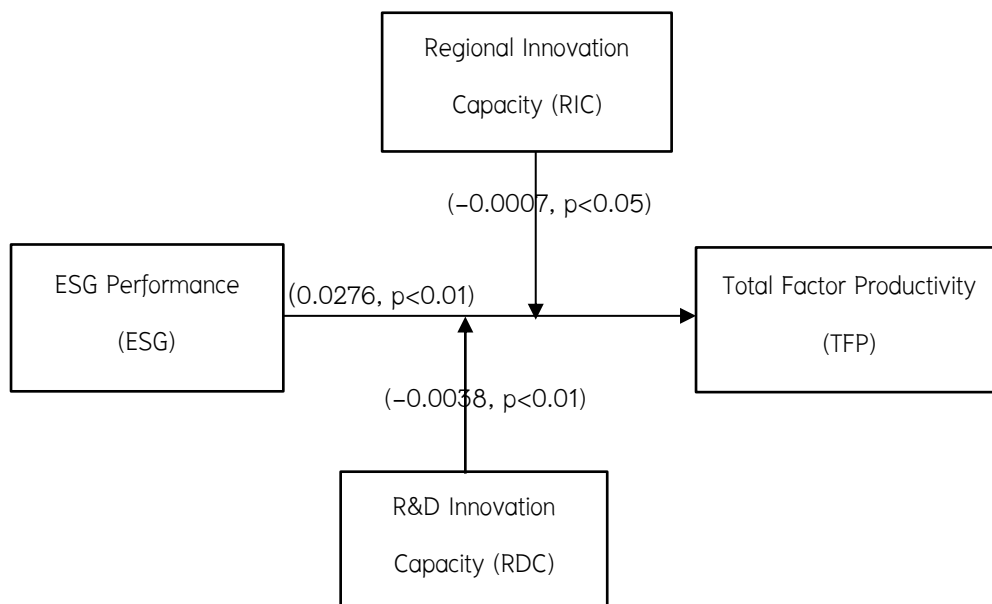 Regional Innovation
Capacity (RIC)
(-0.0007, p<0.05)
ESG Performance
(ESG)
(0.0276, p<0.01)
Total Factor Productivity
(TFP)
(-0.0038, p<0.01)
R&D Innovation
Capacity (RDC)